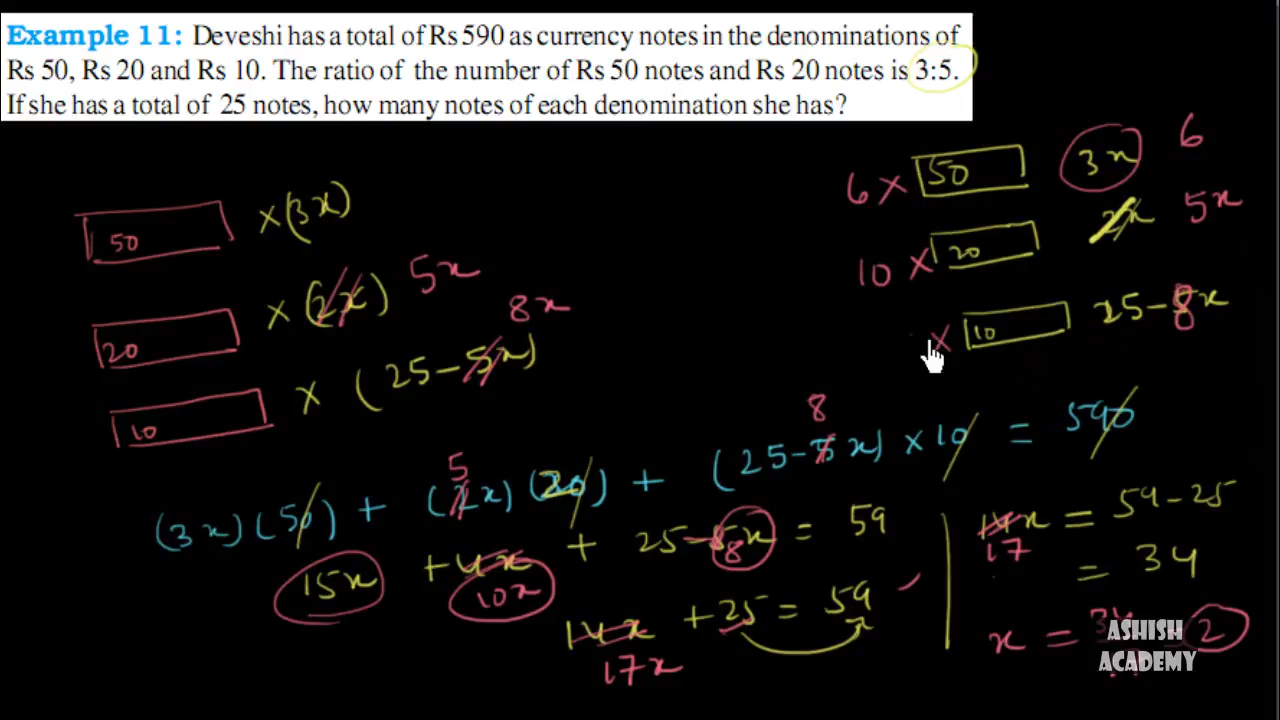 Example 11: Deveshi has a total of Rs 590 as currency notes in the denominations of
Rs 50, Rs 20 and Rs 10. The ratio of the number of Rs 50 notes and Rs 20 notes is 3:5.
If she has a total of 25 notes, how many notes of each denomination she has?
50 × (3x)
20 × (2x) 5x
8x
10 × (25-5x)
6 × 50 3x 6
10 × 20 2x 5x
× 10 25-8x
5 8
(3x)(50) + (2x)(20) + (25-5x) × 10 = 590
15x + 4x + 25-5x = 59
10x 8
14x + 25 = 59
17x
14x = 59-25
17
= 34
x = 2
ASHISH
ACADEMY